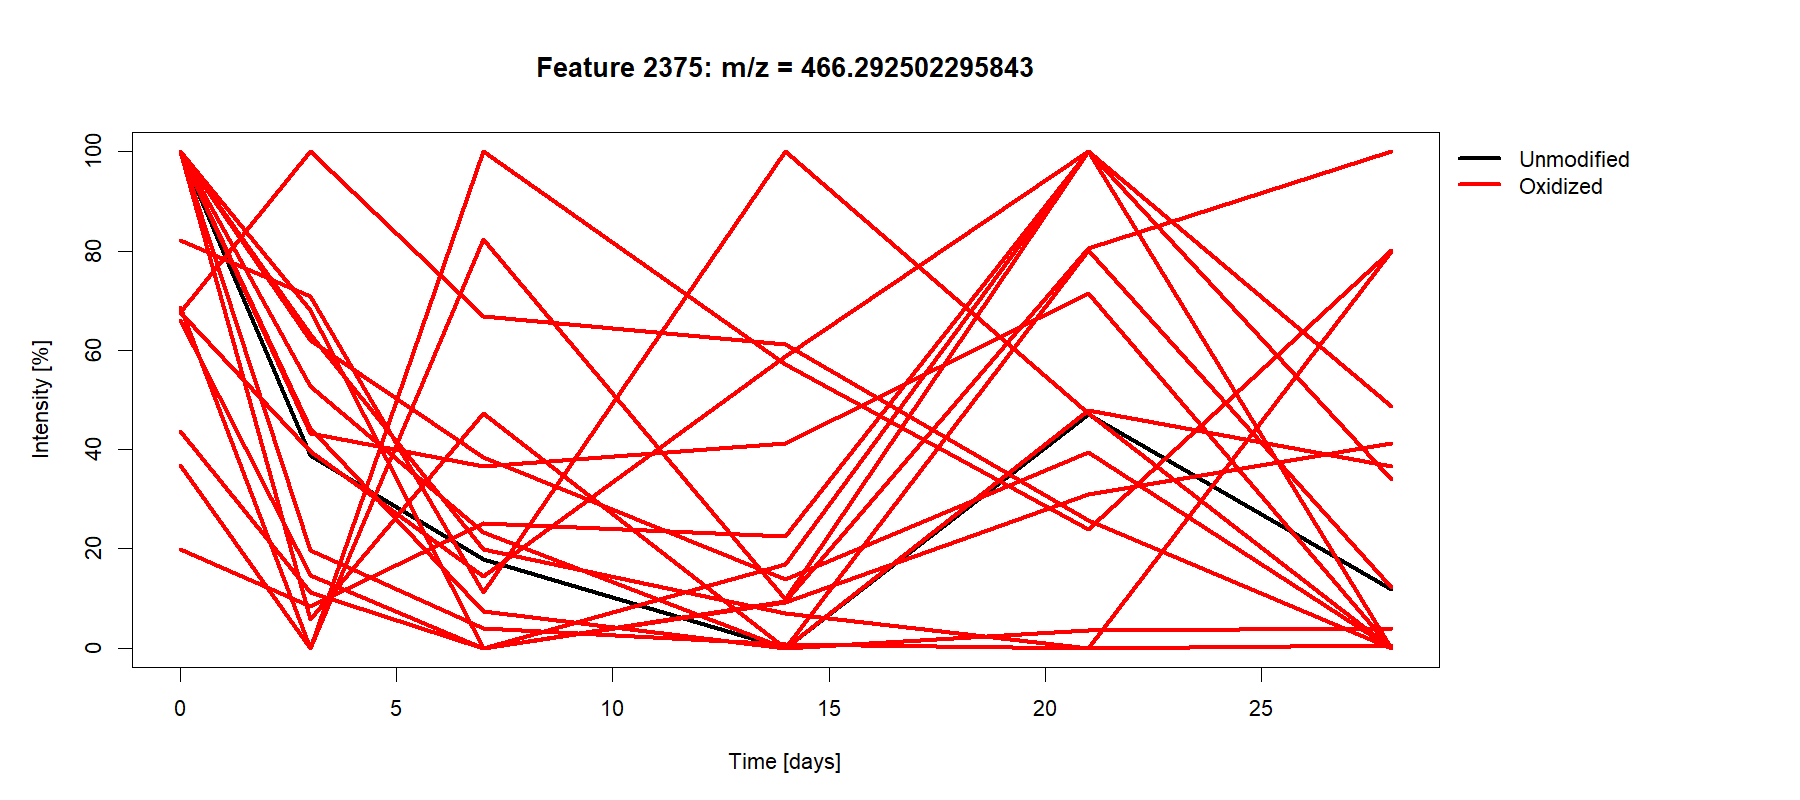 Feature 2375: m/z = 466.292502295843
Unmodified
Oxidized
Intensity [%]
100
80
60
40
20
0
0 5 10 15 20 25
Time [days]